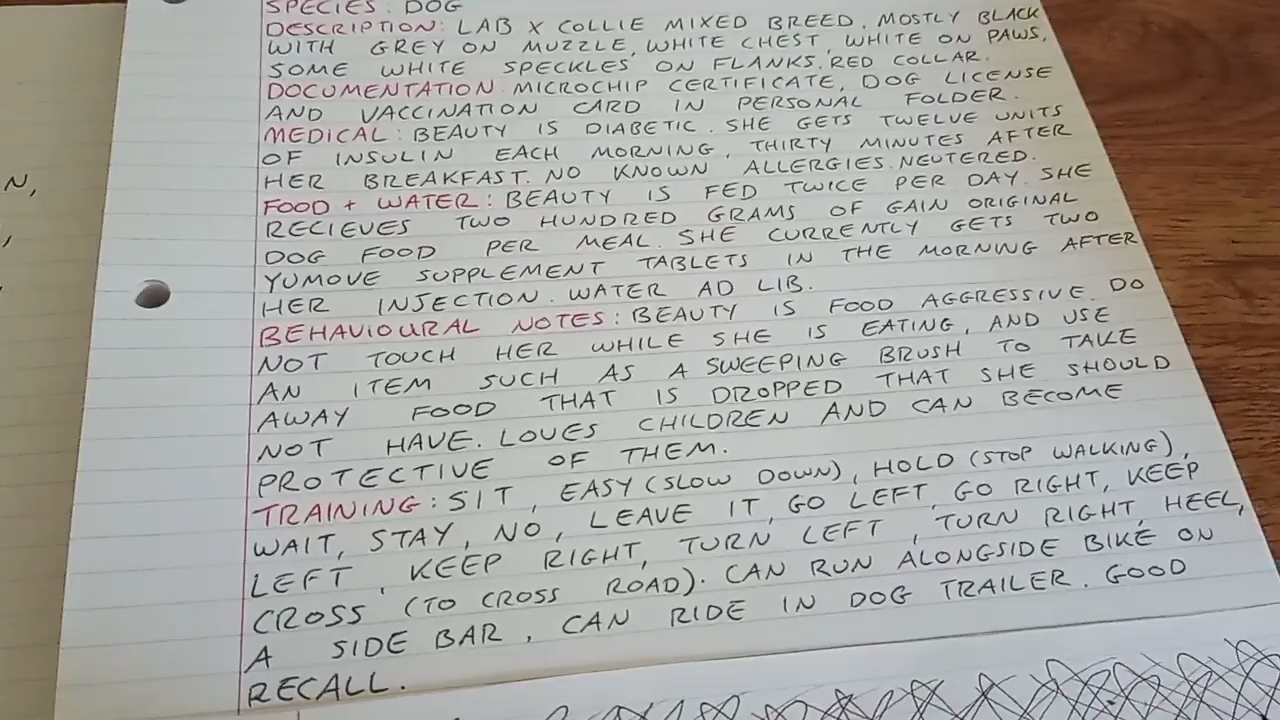 SPECIES: DOG
DESCRIPTION: LAB X COLLIE MIXED BREED. MOSTLY BLACK
WITH GREY ON MUZZLE, WHITE CHEST, WHITE ON PAWS,
SOME WHITE SPECKLES ON FLANKS. RED COLLAR.
DOCUMENTATION: MICROCHIP CERTIFICATE, DOG LICENSE
AND VACCINATION CARD IN PERSONAL FOLDER.
MEDICAL: BEAUTY IS DIABETIC. SHE GETS TWELVE UNITS
OF INSULIN EACH MORNING, THIRTY MINUTES AFTER
HER BREAKFAST. NO KNOWN ALLERGIES. NEUTERED.
FOOD + WATER: BEAUTY IS FED TWICE PER DAY. SHE
RECIEVES TWO HUNDRED GRAMS OF GAIN ORIGINAL
DOG FOOD PER MEAL. SHE CURRENTLY GETS TWO
YUMOVE SUPPLEMENT TABLETS IN THE MORNING AFTER
HER INJECTION. WATER AD LIB.
BEHAVIOURAL NOTES: BEAUTY IS FOOD AGGRESSIVE. DO
NOT TOUCH HER WHILE SHE IS EATING, AND USE
AN ITEM SUCH AS A SWEEPING BRUSH TO TAKE
AWAY FOOD THAT IS DROPPED THAT SHE SHOULD
NOT HAVE. LOVES CHILDREN AND CAN BECOME
PROTECTIVE OF THEM.
TRAINING: SIT, EASY (SLOW DOWN), HOLD (STOP WALKING),
WAIT, STAY, NO, LEAVE IT, GO LEFT, GO RIGHT, KEEP
LEFT, KEEP RIGHT, TURN LEFT, TURN RIGHT, HEEL,
CROSS (TO CROSS ROAD). CAN RUN ALONGSIDE BIKE ON
A SIDE BAR, CAN RIDE IN DOG TRAILER. GOOD
RECALL.